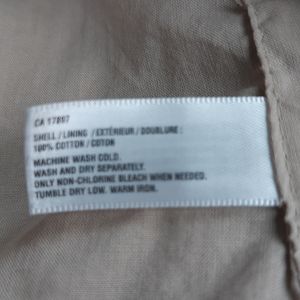 CA 17897
SHELL / LINING / EXTÉRIEUR / DOUBLURE :
100% COTTON / COTON
MACHINE WASH COLD.
WASH AND DRY SEPARATELY.
ONLY NON-CHLORINE BLEACH WHEN NEEDED.
TUMBLE DRY LOW. WARM IRON.